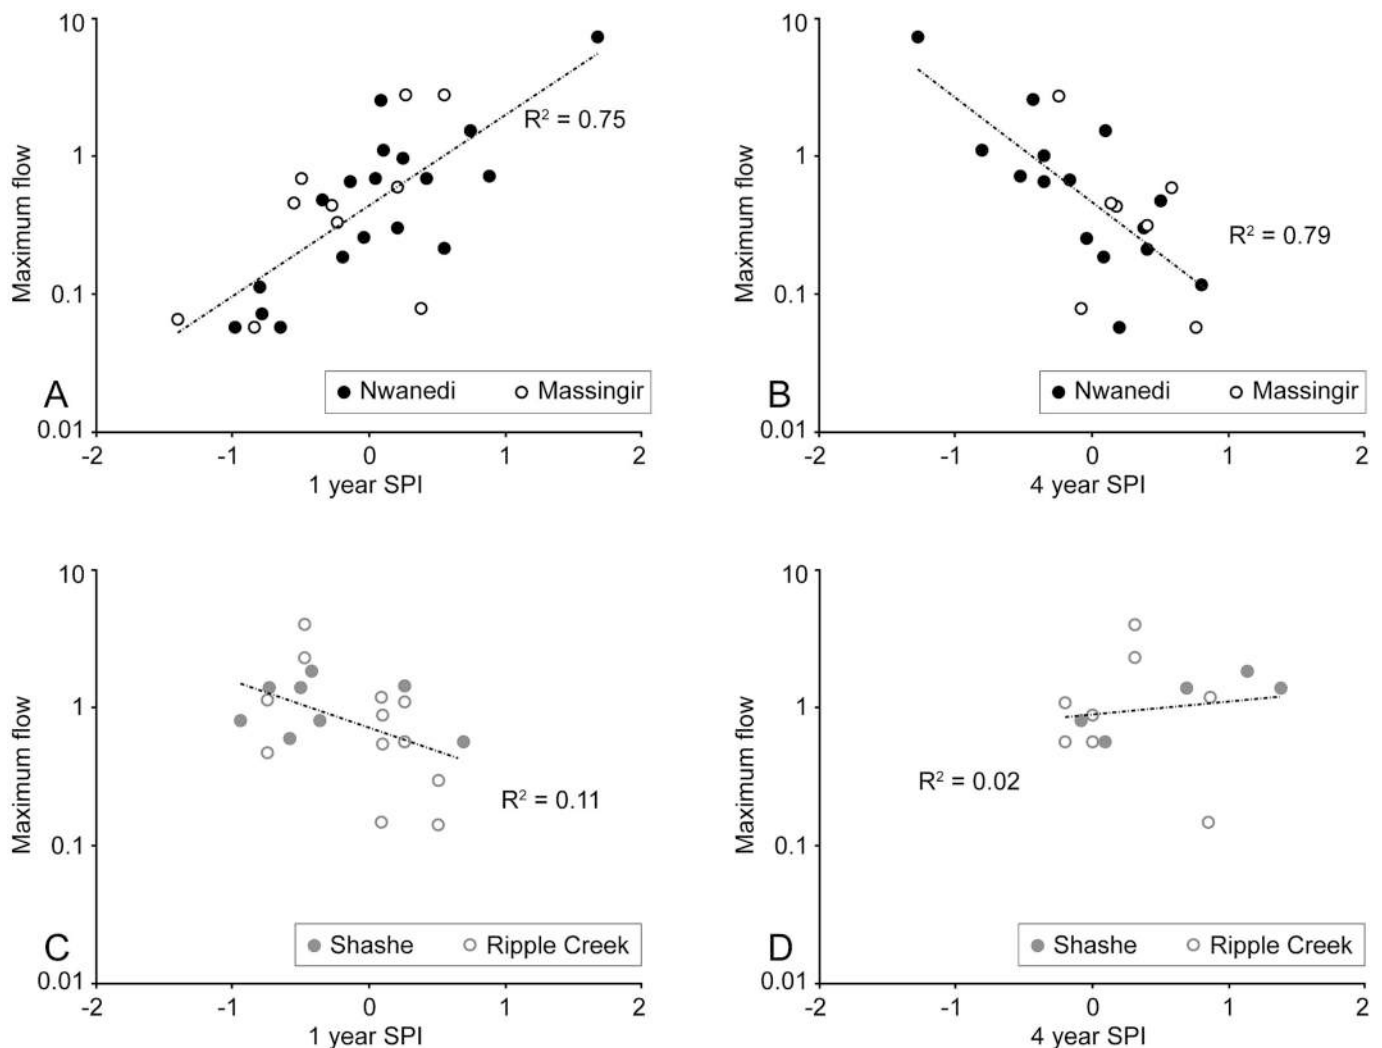 10
1
0.1
0.01
Maximum flow
R² = 0.75
A
Nwanedi Massingir
-2 -1 0 1 2
1 year SPI
10
1
0.1
0.01
Maximum flow
R² = 0.79
B
Nwanedi Massingir
-2 -1 0 1 2
4 year SPI
10
1
0.1
0.01
Maximum flow
R² = 0.11
C
Shashe Ripple Creek
-2 -1 0 1 2
1 year SPI
10
1
0.1
0.01
Maximum flow
R² = 0.02
D
Shashe Ripple Creek
-2 -1 0 1 2
4 year SPI